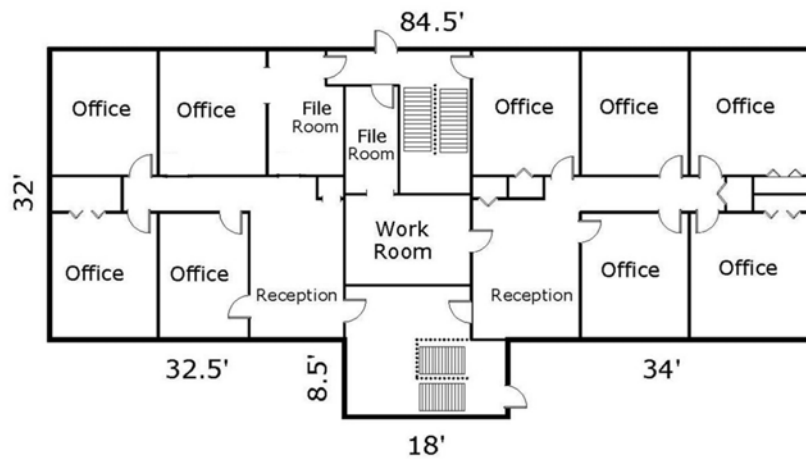 84.5'
Office
Office
File
Room
File
Room
Office
Office
Office
32'
Work
Room
Office
Office
Reception
Reception
Office
Office
32.5'
8.5'
34'
18'